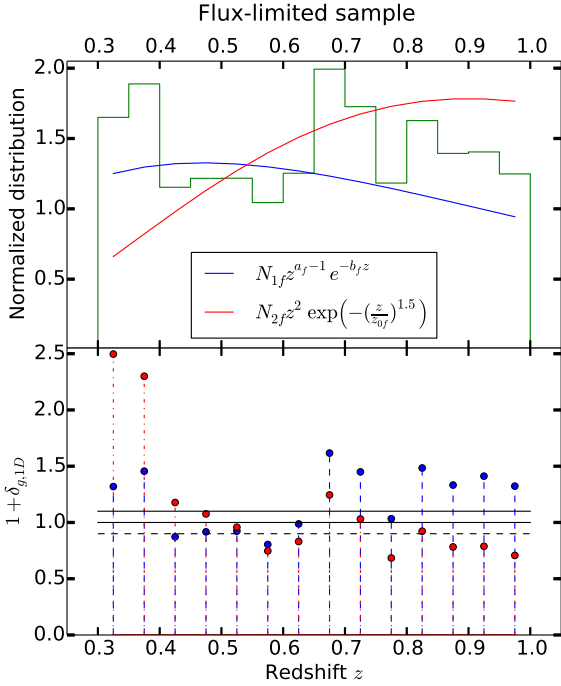 Flux-limited sample
0.3 0.4 0.5 0.6 0.7 0.8 0.9 1.0
2.0
1.5
1.0
0.5
Normalized distribution
N_{1f} z^{a_f-1} e^{-b_f z}
N_{2f} z^2 exp(-(z/z_{0f})^{1.5})
2.5
2.0
1.5
1.0
0.5
0.0
1+δ_{g,1D}
0.3 0.4 0.5 0.6 0.7 0.8 0.9 1.0
Redshift z